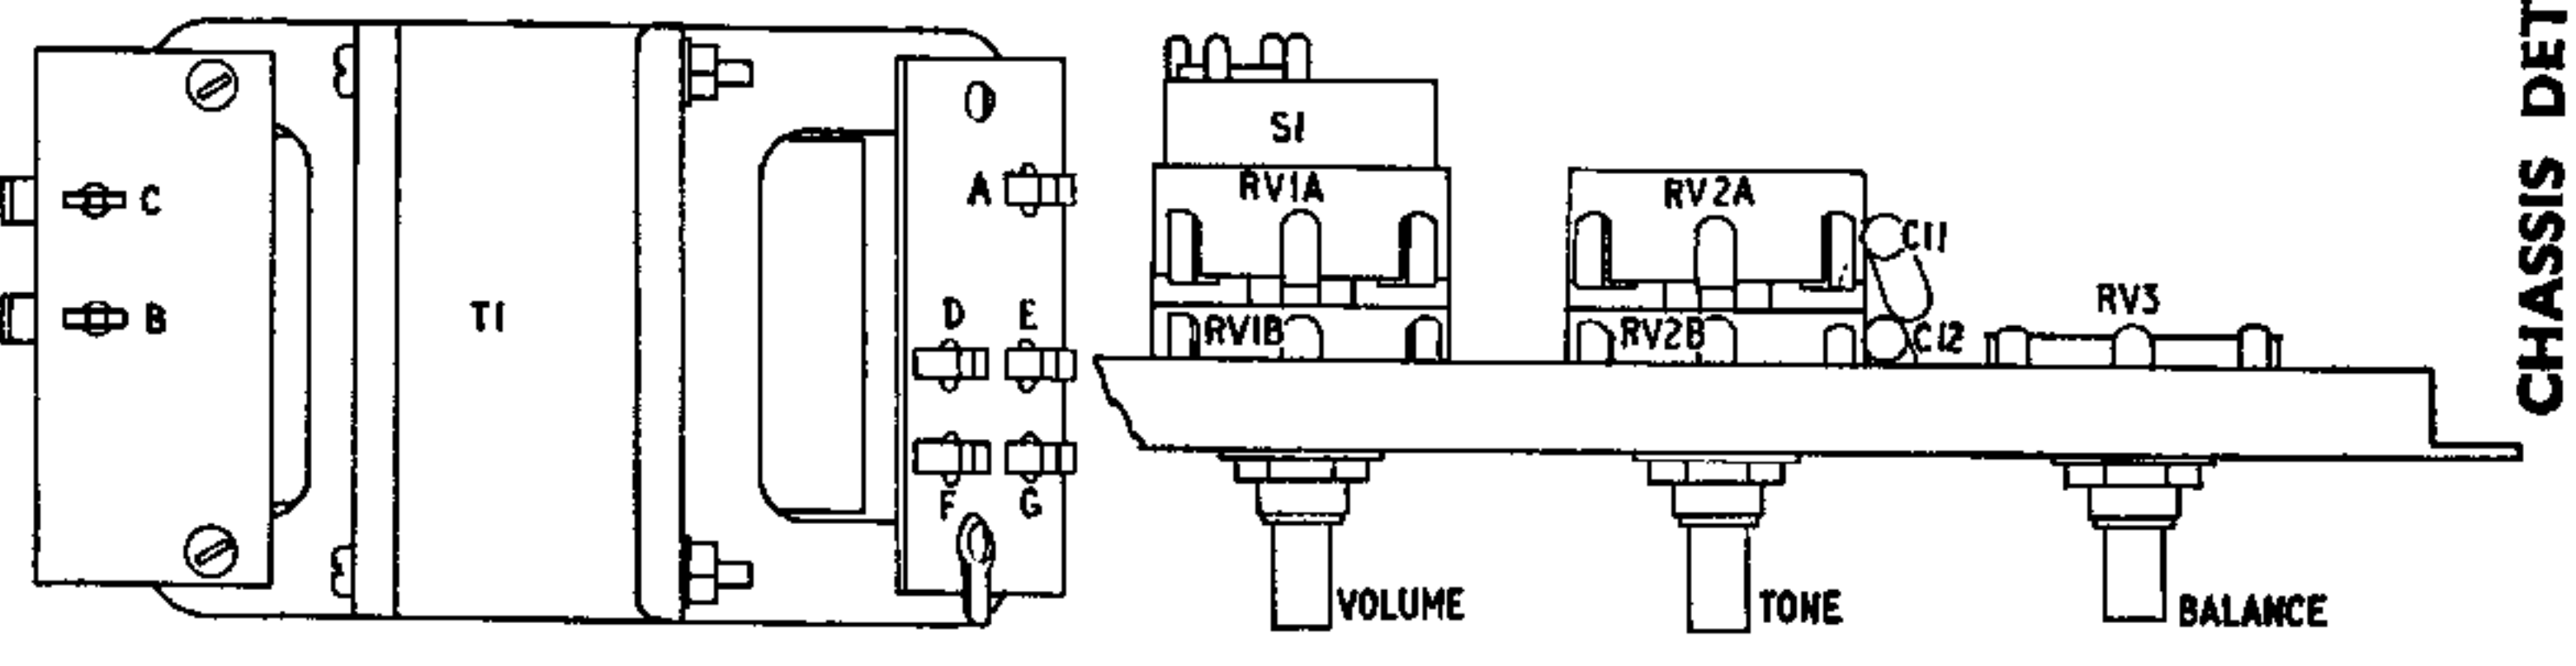 C
B
T1
A
D E
F G
S1
RV1A
RV1B
VOLUME
RV2A
RV2B
C11
C12
TONE
RV3
BALANCE
CHASSIS DET